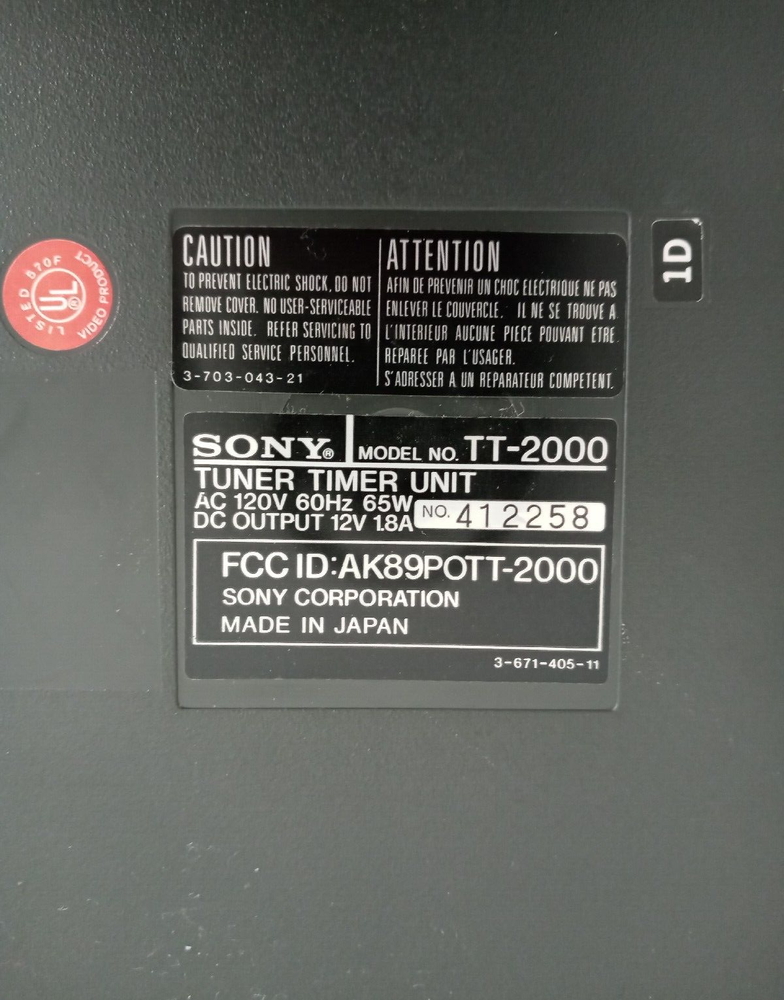 CAUTION
TO PREVENT ELECTRIC SHOCK, DO NOT
REMOVE COVER. NO USER-SERVICEABLE
PARTS INSIDE. REFER SERVICING TO
QUALIFIED SERVICE PERSONNEL.
3-703-043-21
ATTENTION
AFIN DE PREVENIR UN CHOC ELECTRIQUE NE PAS
ENLEVER LE COUVERCLE. IL NE SE TROUVE A
L'INTERIEUR AUCUNE PIECE POUVANT ETRE
REPAREE PAR L'USAGER.
S'ADRESSER A UN REPARATEUR COMPETENT.
1D
LISTED 570F
UL®
VIDEO PRODUCT
SONY® MODEL NO. TT-2000
TUNER TIMER UNIT
AC 120V 60Hz 65W
DC OUTPUT 12V 1.8A
NO. 412258
FCC ID:AK89POTT-2000
SONY CORPORATION
MADE IN JAPAN
3-671-405-11